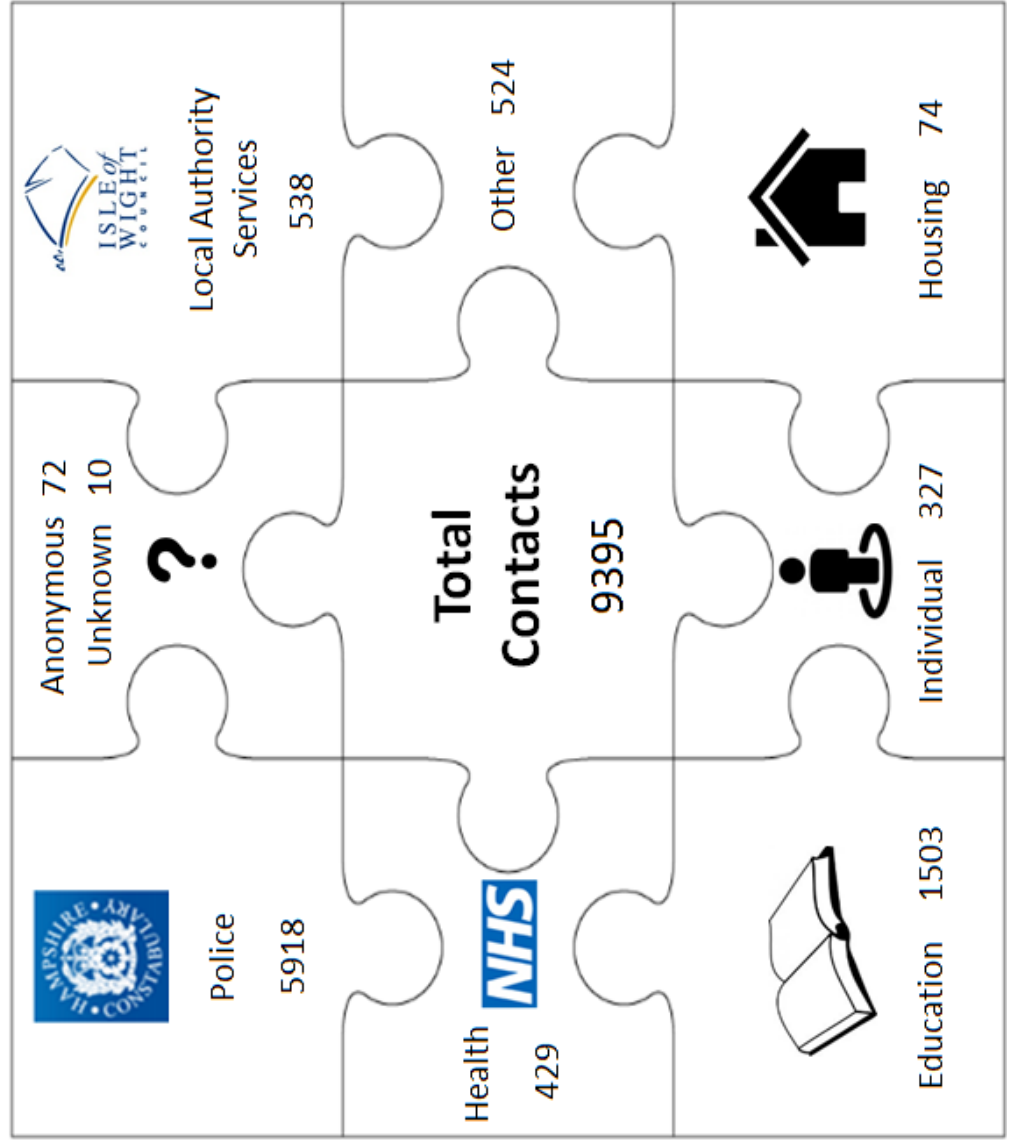 HAMPSHIRE • CONSTABULARY •
Police
5918
Anonymous 72
Unknown 10
?
ISLE of
WIGHT
COUNCIL
Local Authority
Services
538
Health
NHS
429
Total
Contacts
9395
Other 524
Education 1503
Individual 327
Housing 74